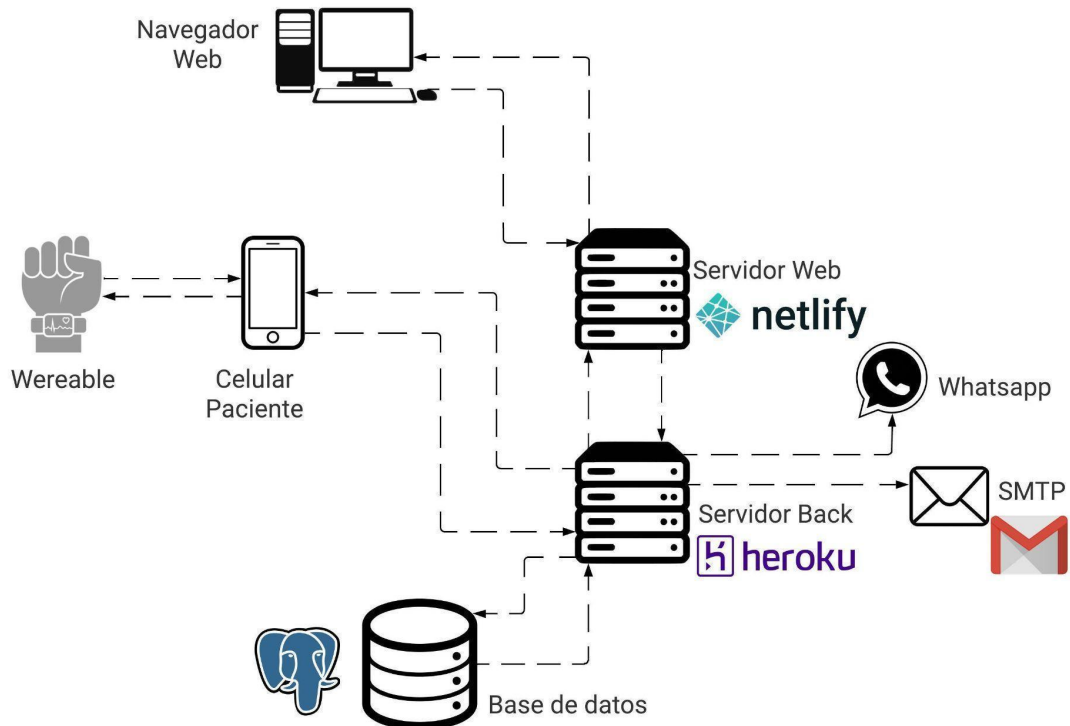 Navegador
Web
Servidor Web
netlify
Wereable
Celular
Paciente
Whatsapp
SMTP
Servidor Back
heroku
Base de datos